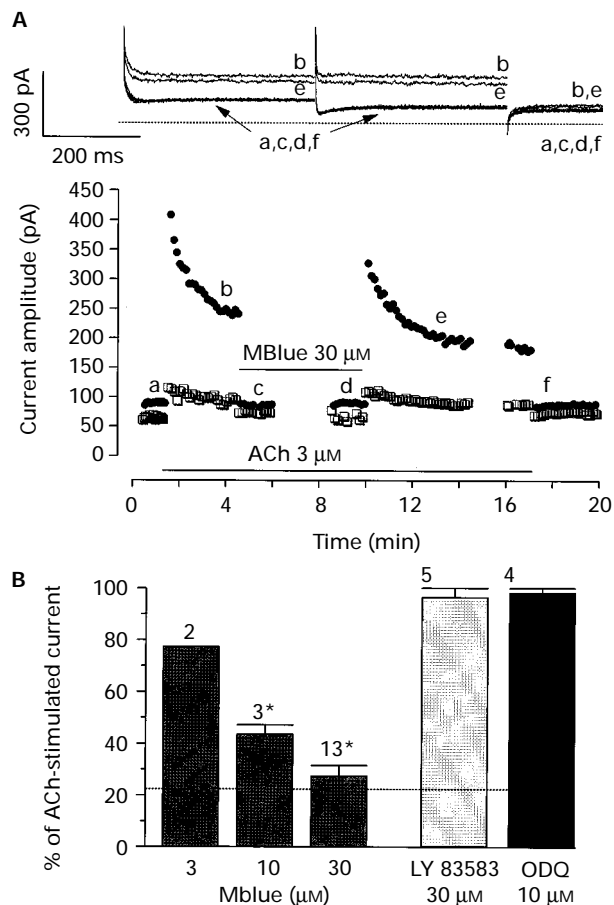 A
300 pA
200 ms
b
e
b
e
b,e
a,c,d,f
a,c,d,f
Current amplitude (pA)
450
400
350
300
250
200
150
100
50
0
a
b
c
d
e
f
MBlue 30 μM
ACh 3 μM
0 4 8 12 16 20
Time (min)
B
% of ACh-stimulated current
100
80
60
40
20
0
2
3*
13*
5
4
3 10 30 LY 83583 ODQ
Mblue (μM) 30 μM 10 μM